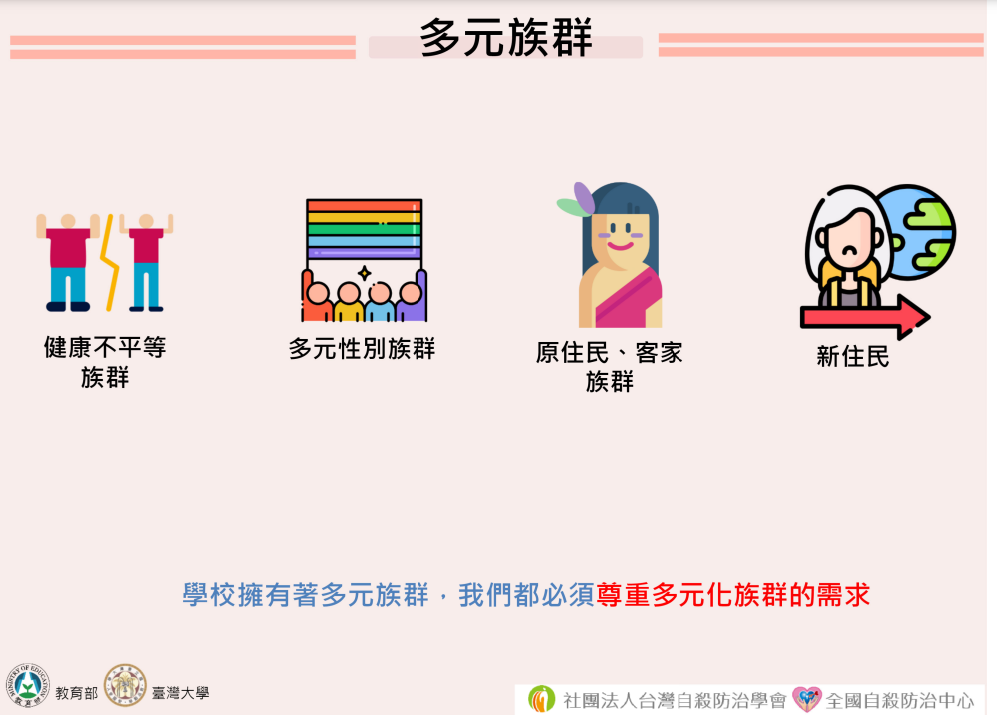 多元族群
健康不平等
族群
多元性別族群
原住民、客家
族群
新住民
學校擁有著多元族群，我們都必須尊重多元化族群的需求
MINISTRY OF EDUCATION
教育部
臺灣大學
社團法人台灣自殺防治學會
全國自殺防治中心